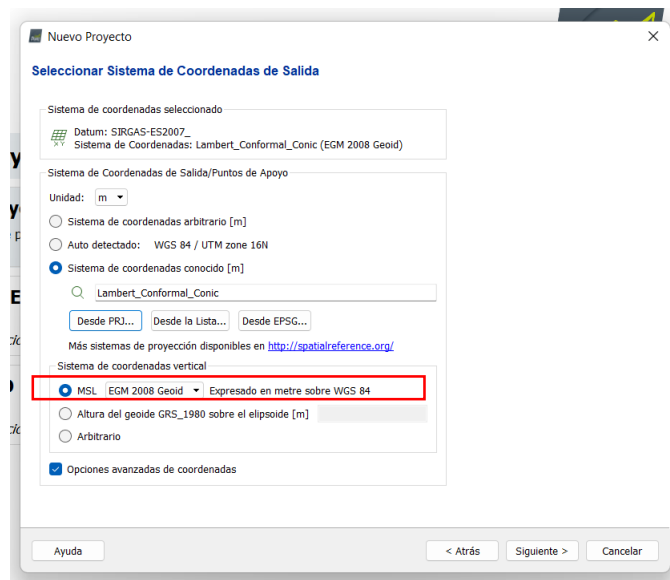 Nuevo Proyecto
Seleccionar Sistema de Coordenadas de Salida
Sistema de coordenadas seleccionado
Datum: SIRGAS-ES2007_
Sistema de Coordenadas: Lambert_Conformal_Conic (EGM 2008 Geoid)
Sistema de Coordenadas de Salida/Puntos de Apoyo
Unidad: m
Sistema de coordenadas arbitrario [m]
Auto detectado: WGS 84 / UTM zone 16N
Sistema de coordenadas conocido [m]
Lambert_Conformal_Conic
Desde PRJ... Desde la Lista... Desde EPSG...
Más sistemas de proyección disponibles en http://spatialreference.org/
Sistema de coordenadas vertical
MSL EGM 2008 Geoid Expresado en metre sobre WGS 84
Altura del geoide GRS_1980 sobre el elipsoide [m]
Arbitrario
Opciones avanzadas de coordenadas
Ayuda < Atrás Siguiente > Cancelar